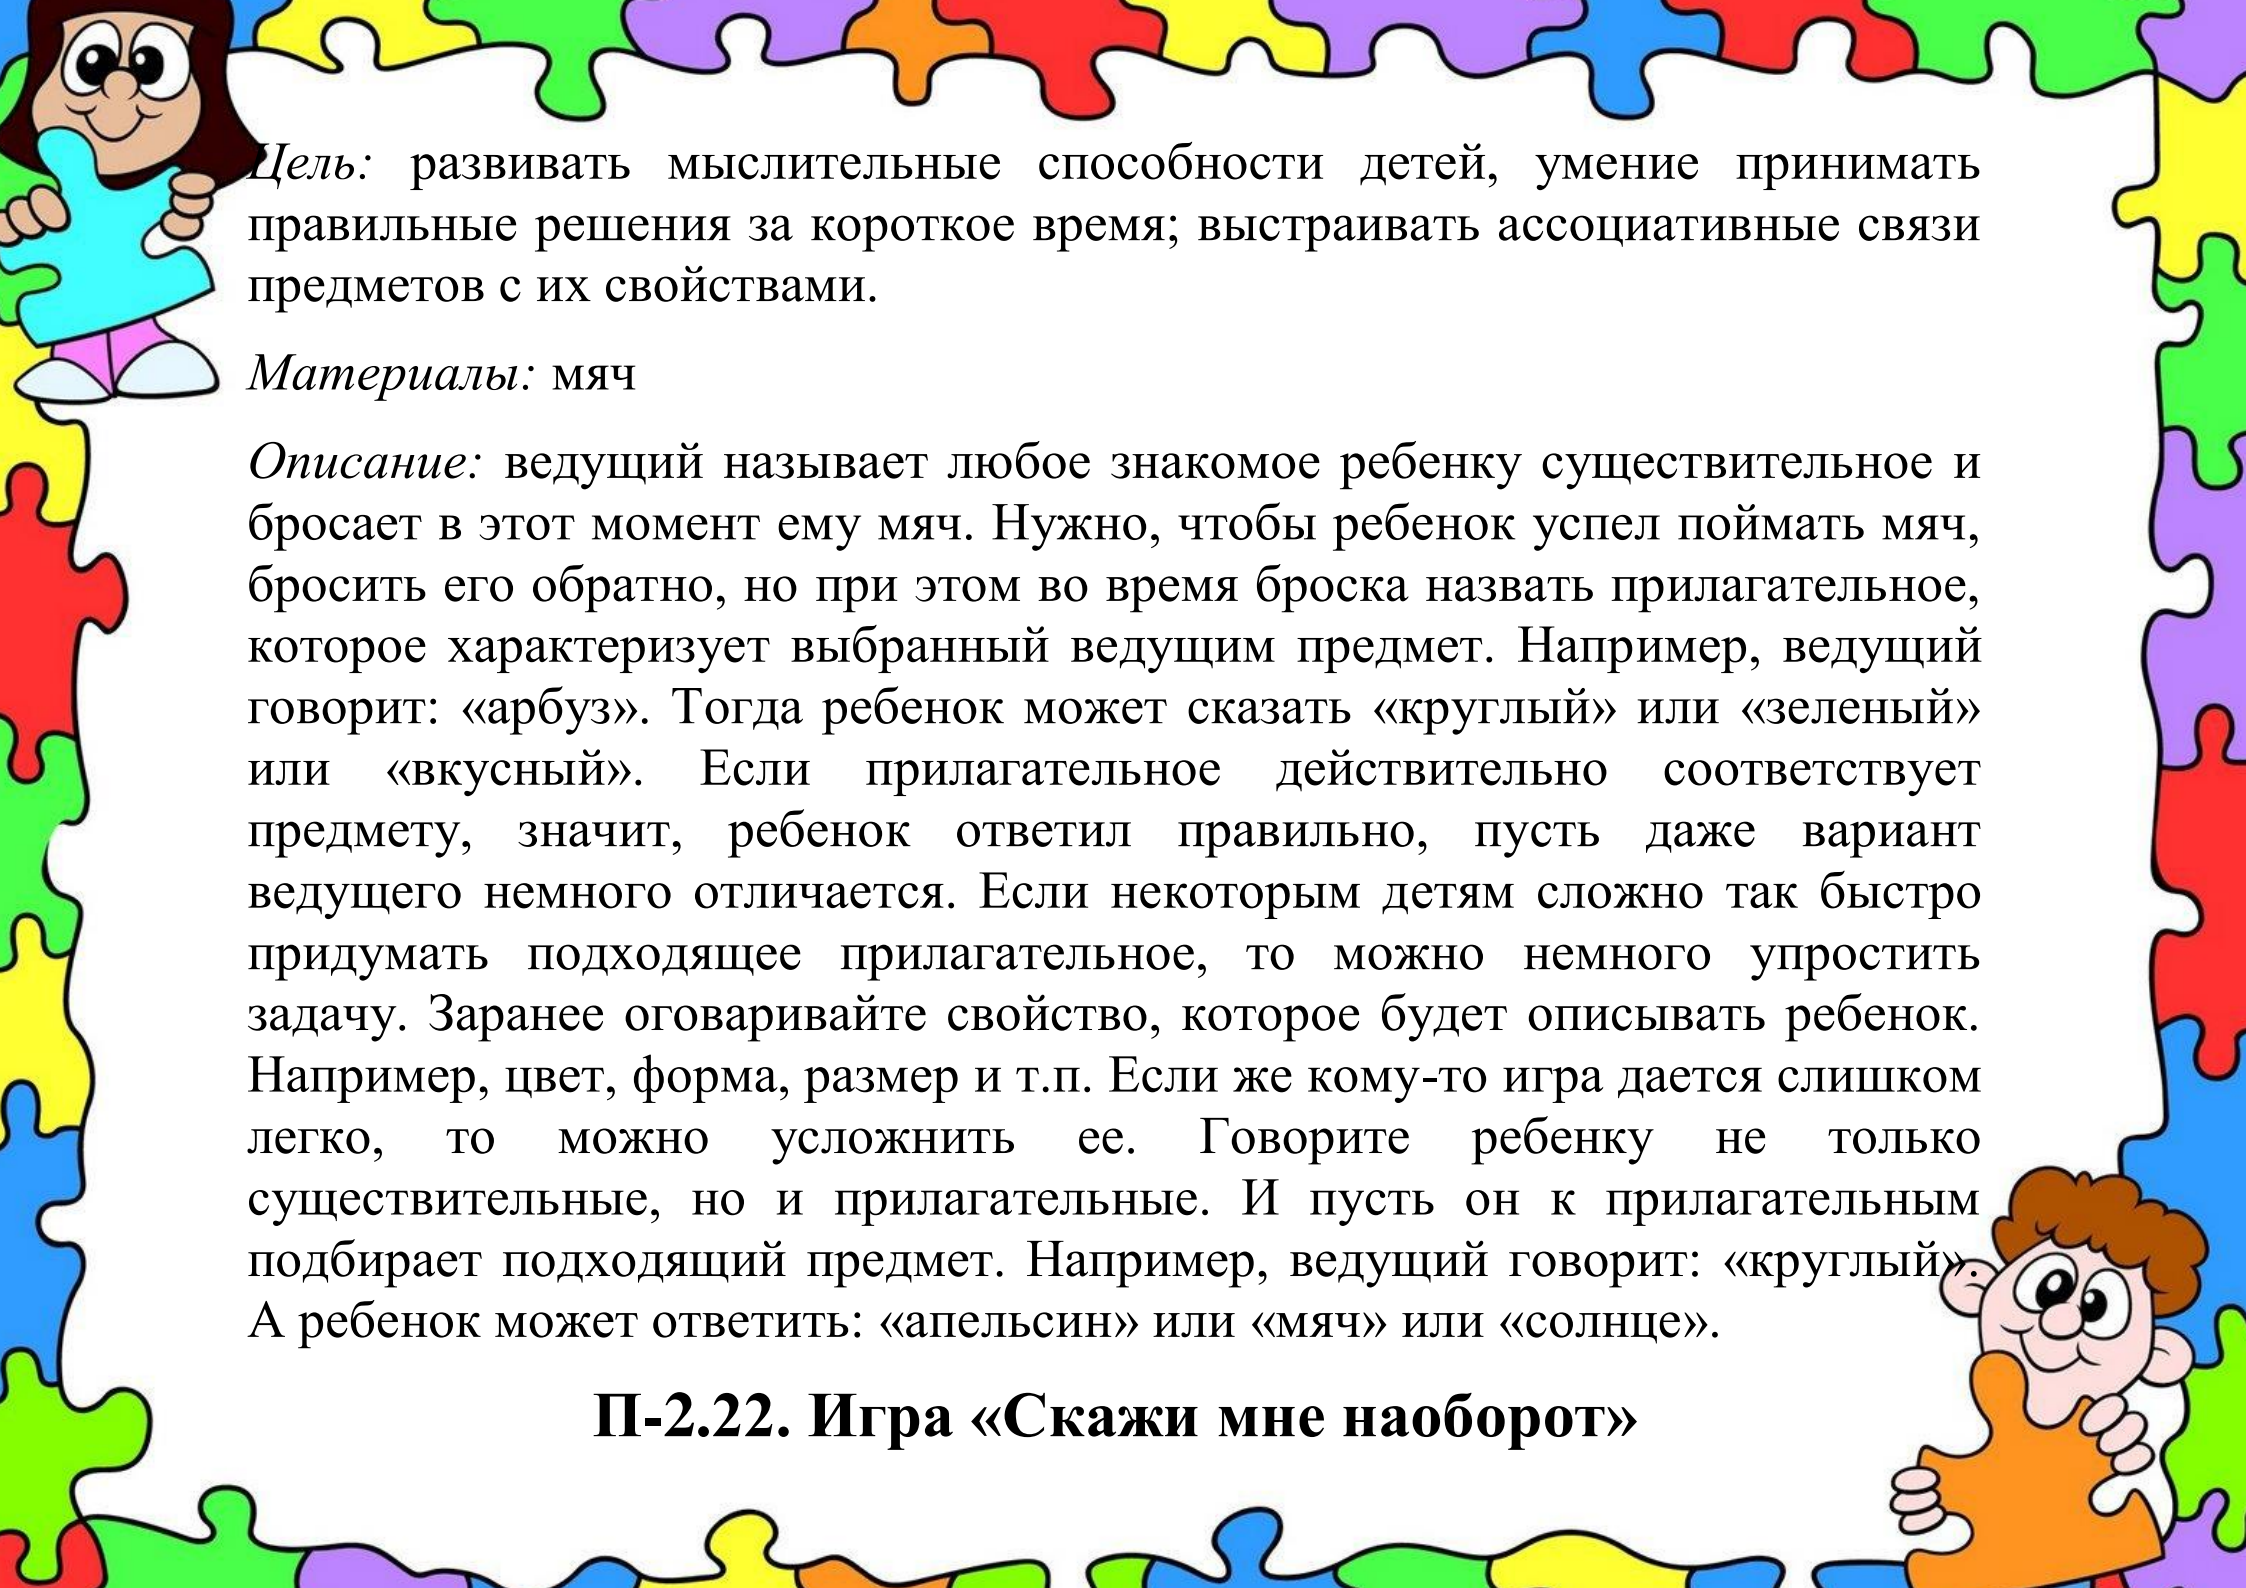 Цель: развивать мыслительные способности детей, умение принимать
правильные решения за короткое время; выстраивать ассоциативные связи
предметов с их свойствами.
Материалы: мяч
Описание: ведущий называет любое знакомое ребенку существительное и
бросает в этот момент ему мяч. Нужно, чтобы ребенок успел поймать мяч,
бросить его обратно, но при этом во время броска назвать прилагательное,
которое характеризует выбранный ведущим предмет. Например, ведущий
говорит: «арбуз». Тогда ребенок может сказать «круглый» или «зеленый»
или «вкусный». Если прилагательное действительно соответствует
предмету, значит, ребенок ответил правильно, пусть даже вариант
ведущего немного отличается. Если некоторым детям сложно так быстро
придумать подходящее прилагательное, то можно немного упростить
задачу. Заранее оговаривайте свойство, которое будет описывать ребенок.
Например, цвет, форма, размер и т.п. Если же кому-то игра дается слишком
легко, то можно усложнить ее. Говорите ребенку не только
существительные, но и прилагательные. И пусть он к прилагательным
подбирает подходящий предмет. Например, ведущий говорит: «круглый».
А ребенок может ответить: «апельсин» или «мяч» или «солнце».
П-2.22. Игра «Скажи мне наоборот»